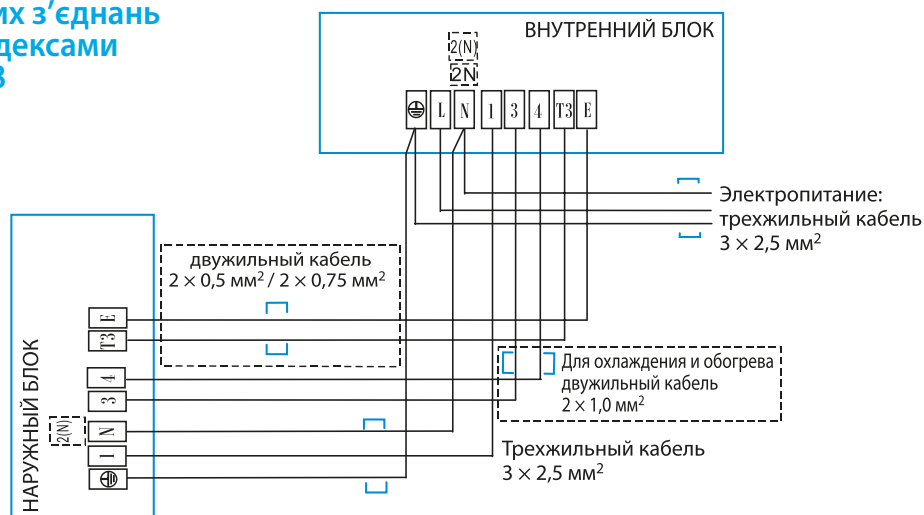 их з’єднань
дексами
В
ВНУТРЕННИЙ БЛОК
2(N)
2N
L N 1 3 4 T3 E
Электропитание:
трехжильный кабель
3 × 2,5 мм²
двужильный кабель
2 × 0,5 мм² / 2 × 0,75 мм²
E
T3
4
3
2(N)
N
1
НАРУЖНЫЙ БЛОК
Для охлаждения и обогрева
двужильный кабель
2 × 1,0 мм²
Трехжильный кабель
3 × 2,5 мм²